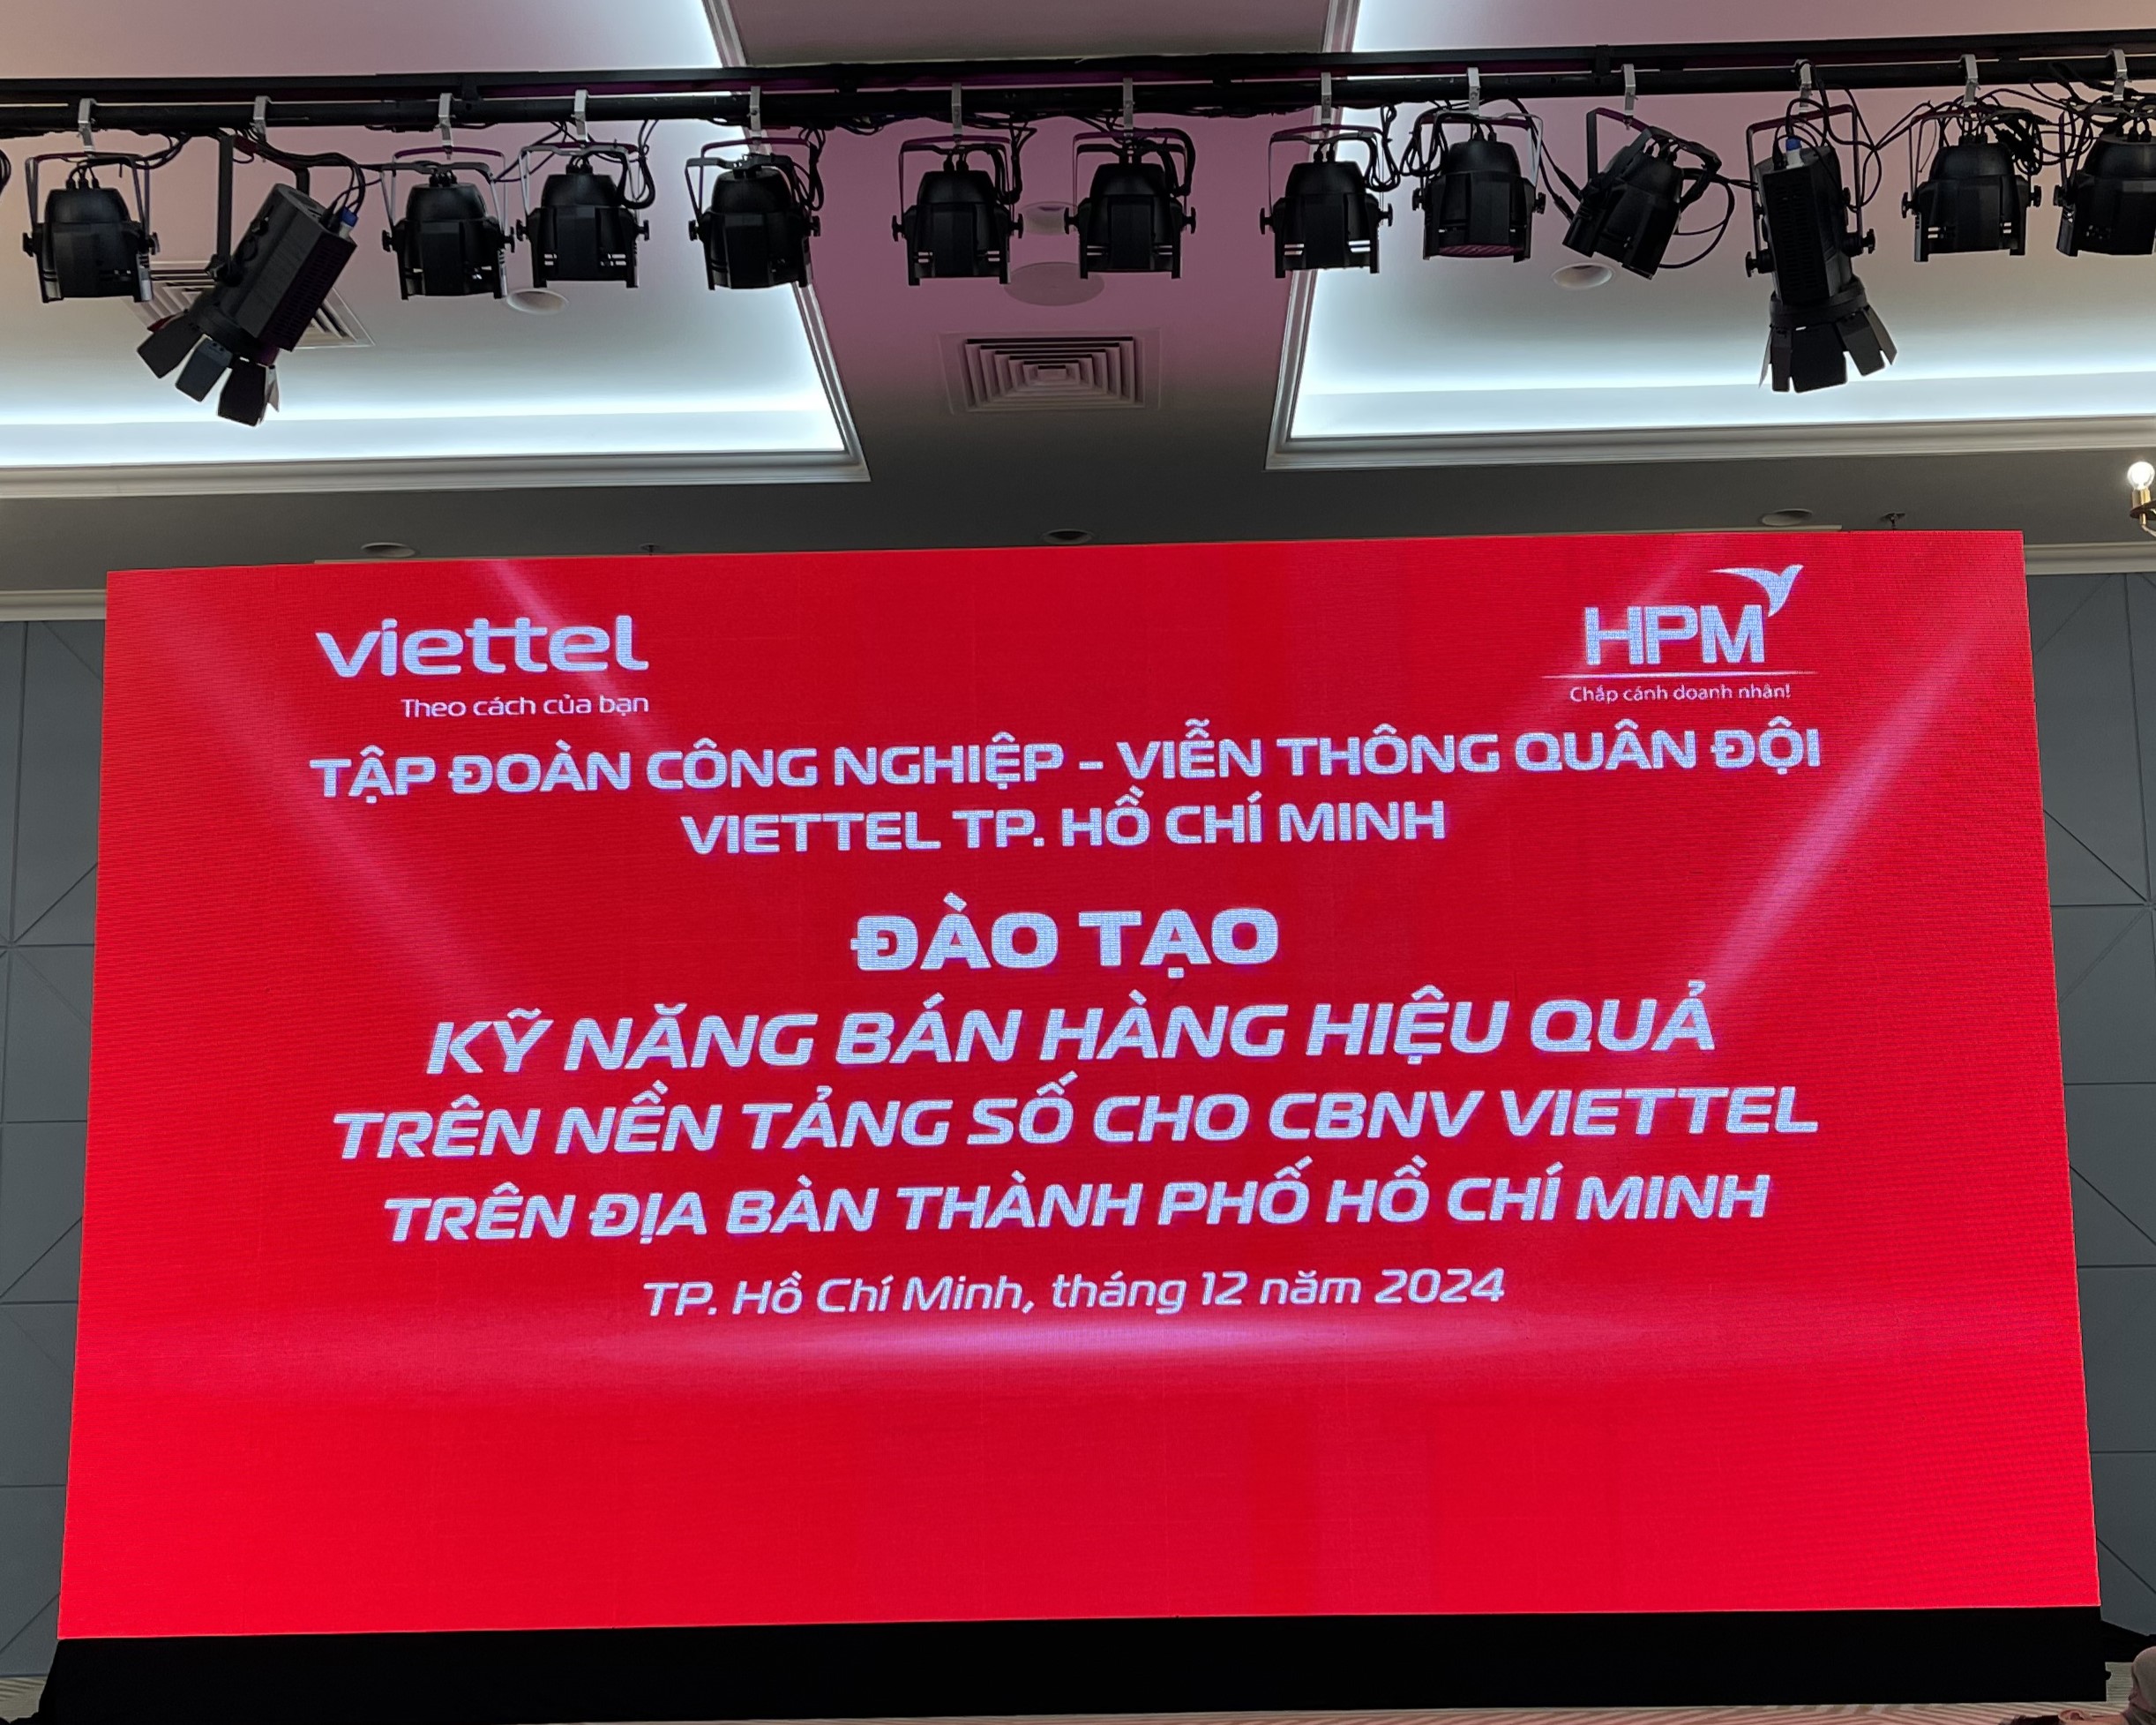 viettel
Theo cách của bạn
HPM
Chắp cánh doanh nhân!
TẬP ĐOÀN CÔNG NGHIỆP - VIỄN THÔNG QUÂN ĐỘI
VIETTEL TP. HỒ CHÍ MINH
ĐÀO TẠO
KỸ NĂNG BÁN HÀNG HIỆU QUẢ
TRÊN NỀN TẢNG SỐ CHO CBNV VIETTEL
TRÊN ĐỊA BÀN THÀNH PHỐ HỒ CHÍ MINH
TP. Hồ Chí Minh, tháng 12 năm 2024